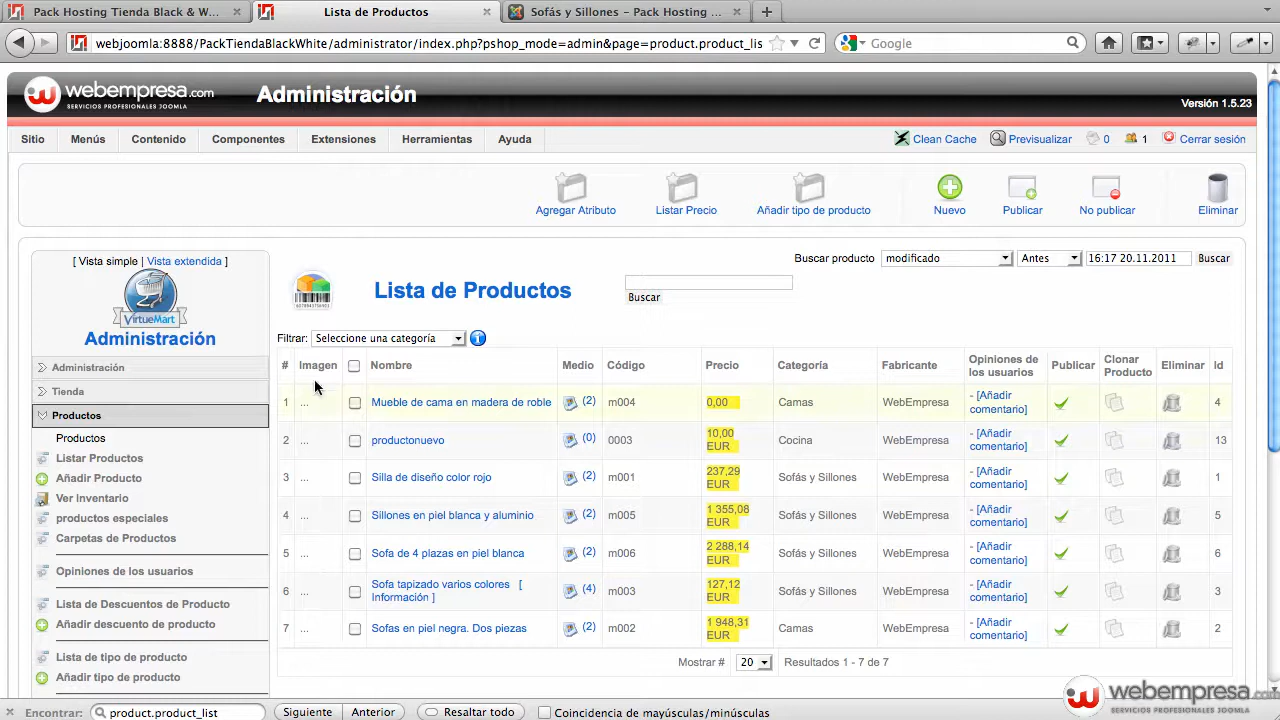 Pack Hosting Tienda Black & W...
Lista de Productos
Sofás y Sillones - Pack Hosting ...
webjoomla:8888/PackTiendaBlackWhite/administrator/index.php?pshop_mode=admin&page=product.product_lis
Google
webempresa.com
SERVICIOS PROFESIONALES JOOMLA
Administración
Versión 1.5.23
Sitio Menús Contenido Componentes Extensiones Herramientas Ayuda
Clean Cache Previsualizar 0 1 Cerrar sesión
Agregar Atributo Listar Precio Añadir tipo de producto Nuevo Publicar No publicar Eliminar
[ Vista simple | Vista extendida ]
VirtueMart
Administración
Administración
Tienda
Productos
Productos
Listar Productos
Añadir Producto
Ver Inventario
productos especiales
Carpetas de Productos
Opiniones de los usuarios
Lista de Descuentos de Producto
Añadir descuento de producto
Lista de tipo de producto
Añadir tipo de producto
Buscar producto modificado Antes 16:17 20.11.2011 Buscar
Lista de Productos
Buscar
Filtrar: Seleccione una categoría
# Imagen Nombre Medio Código Precio Categoría Fabricante Opiniones de los usuarios Publicar Clonar Producto Eliminar Id
1 ... Mueble de cama en madera de roble (2) m004 0,00 Camas WebEmpresa - [Añadir comentario] 4
2 ... productonuevo (0) 0003 10,00 EUR Cocina WebEmpresa - [Añadir comentario] 13
3 ... Silla de diseño color rojo (2) m001 237,29 EUR Sofás y Sillones WebEmpresa - [Añadir comentario] 1
4 ... Sillones en piel blanca y aluminio (2) m005 1 355,08 EUR Sofás y Sillones WebEmpresa - [Añadir comentario] 5
5 ... Sofa de 4 plazas en piel blanca (2) m006 2 288,14 EUR Sofás y Sillones WebEmpresa - [Añadir comentario] 6
6 ... Sofa tapizado varios colores [ Información ] (4) m003 127,12 EUR Sofás y Sillones WebEmpresa - [Añadir comentario] 3
7 ... Sofas en piel negra. Dos piezas (2) m002 1 948,31 EUR Camas WebEmpresa - [Añadir comentario] 2
Mostrar # 20 Resultados 1 - 7 de 7
webempresa.com
SERVICIOS PROFESIONALES JOOMLA
Encontrar: product.product_list Siguiente Anterior Resaltar todo Coincidencia de mayúsculas/minúsculas